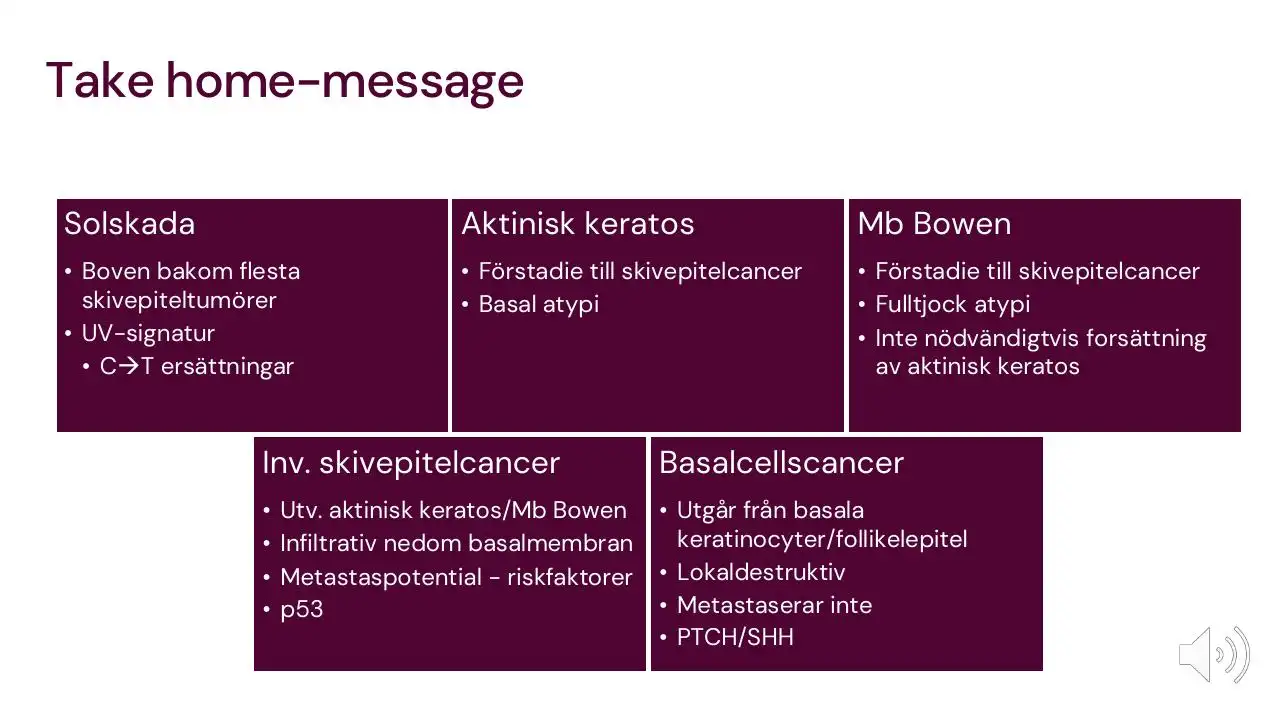 Take home-message
Solskada
• Boven bakom flesta
skivepiteltumörer
• UV-signatur
• C→T ersättningar
Aktinisk keratos
• Förstadie till skivepitelcancer
• Basal atypi
Mb Bowen
• Förstadie till skivepitelcancer
• Fulltjock atypi
• Inte nödvändigtvis forsättning
av aktinisk keratos
Inv. skivepitelcancer
• Utv. aktinisk keratos/Mb Bowen
• Infiltrativ nedom basalmembran
• Metastaspotential - riskfaktorer
• p53
Basalcellscancer
• Utgår från basala
keratinocyter/follikelepitel
• Lokaldestruktiv
• Metastaserar inte
• PTCH/SHH